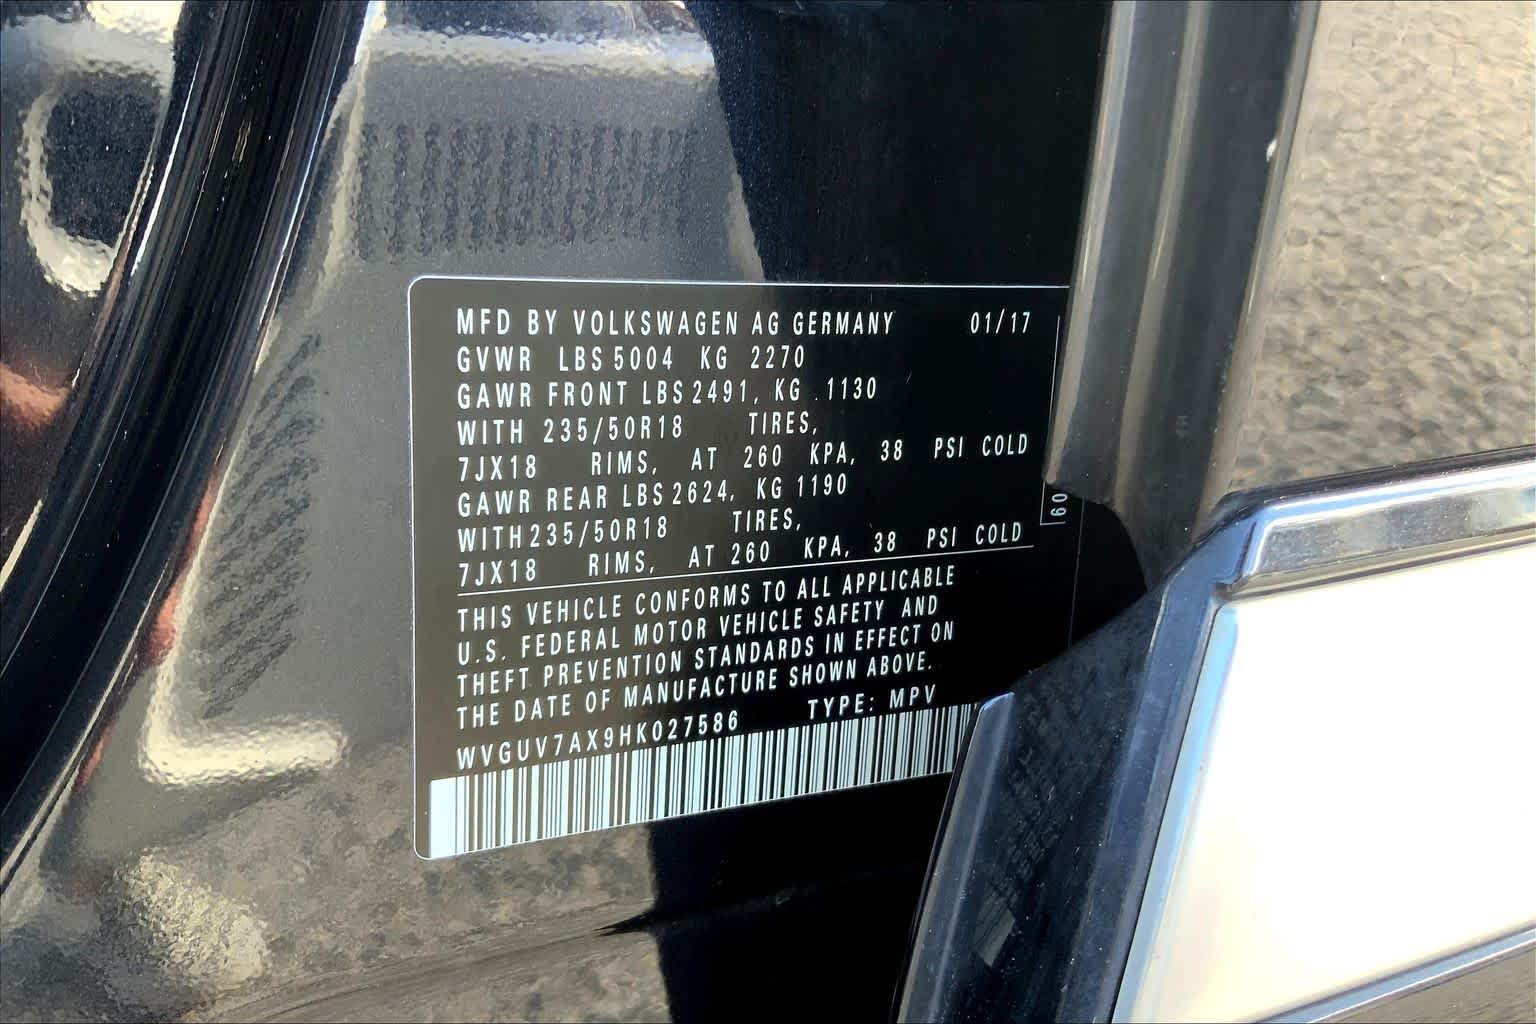 MFD BY VOLKSWAGEN AG GERMANY 01/17
GVWR LBS 5004 KG 2270
GAWR FRONT LBS 2491, KG 1130
WITH 235/50R18 TIRES,
7JX18 RIMS, AT 260 KPA, 38 PSI COLD
GAWR REAR LBS 2624, KG 1190
WITH 235/50R18 TIRES,
7JX18 RIMS, AT 260 KPA, 38 PSI COLD
THIS VEHICLE CONFORMS TO ALL APPLICABLE
U.S. FEDERAL MOTOR VEHICLE SAFETY AND
THEFT PREVENTION STANDARDS IN EFFECT ON
THE DATE OF MANUFACTURE SHOWN ABOVE.
WVGUV7AX9HK027586 TYPE: MPV